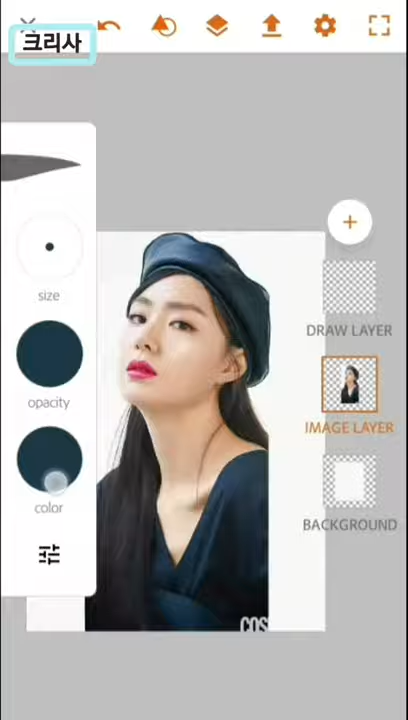 크리사
size
opacity
color
DRAW LAYER
IMAGE LAYER
BACKGROUND
COS